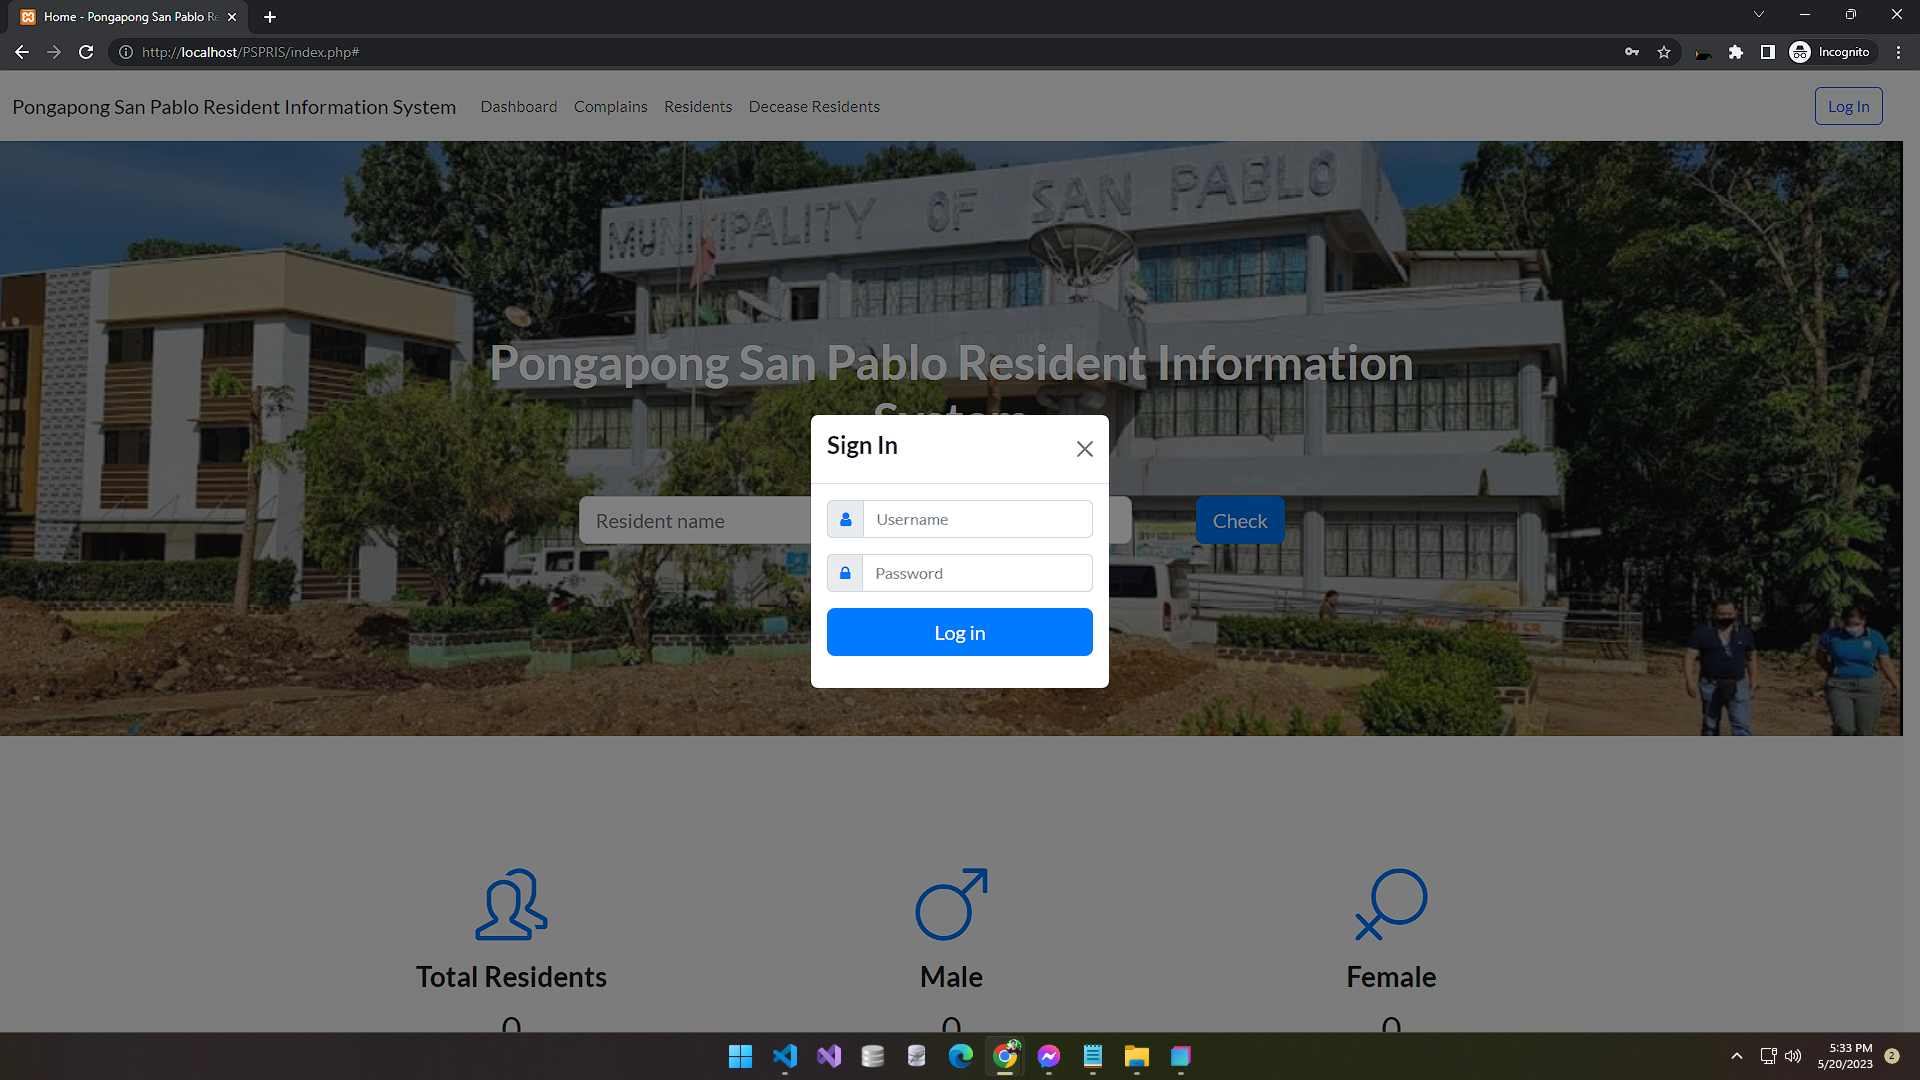 Home - Pongapong San Pablo Re
http://localhost/PSPRIS/index.php#
Incognito
Pongapong San Pablo Resident Information System
Dashboard
Complains
Residents
Decease Residents
Log In
MUNICIPALITY OF SAN PABLO
Pongapong San Pablo Resident Information
System
Sign In
Resident name
Username
Check
Password
Log in
Total Residents
Male
Female
0
0
0
5:33 PM
5/20/2023
2